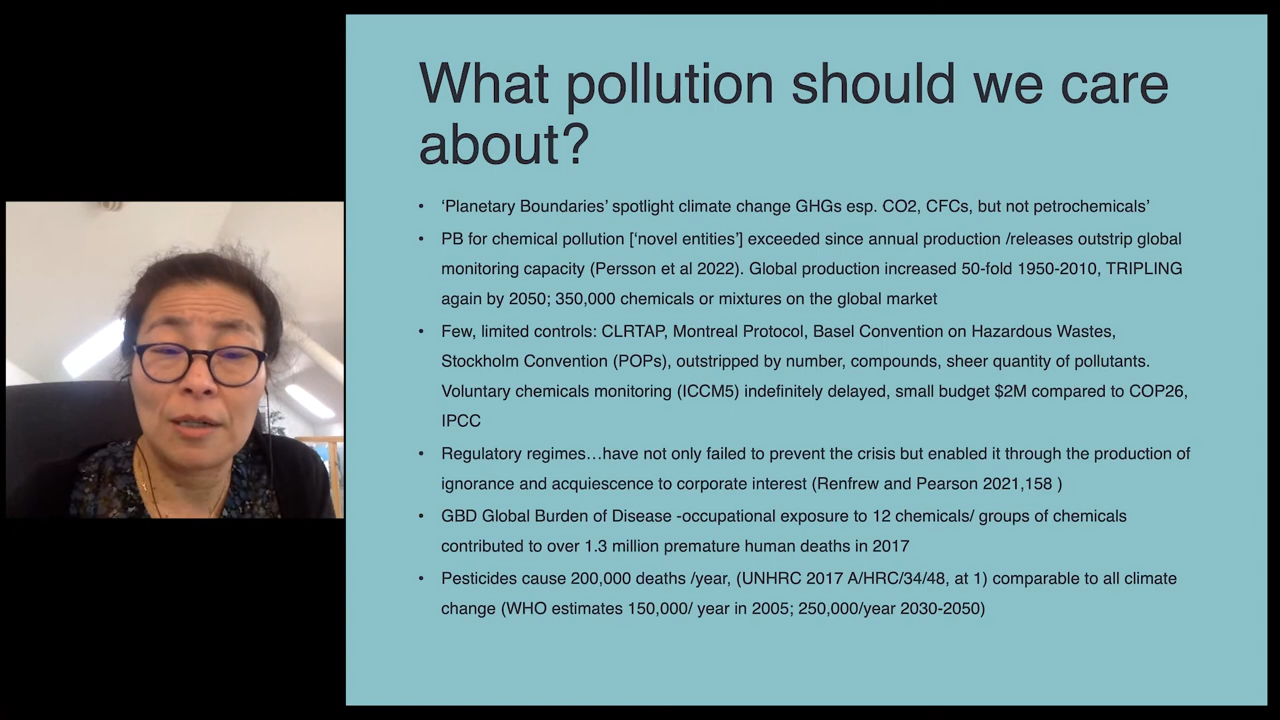 What pollution should we care
about?
• ‘Planetary Boundaries’ spotlight climate change GHGs esp. CO2, CFCs, but not petrochemicals’
• PB for chemical pollution [‘novel entities’] exceeded since annual production /releases outstrip global
monitoring capacity (Persson et al 2022). Global production increased 50-fold 1950-2010, TRIPLING
again by 2050; 350,000 chemicals or mixtures on the global market
• Few, limited controls: CLRTAP, Montreal Protocol, Basel Convention on Hazardous Wastes,
Stockholm Convention (POPs), outstripped by number, compounds, sheer quantity of pollutants.
Voluntary chemicals monitoring (ICCM5) indefinitely delayed, small budget $2M compared to COP26,
IPCC
• Regulatory regimes…have not only failed to prevent the crisis but enabled it through the production of
ignorance and acquiescence to corporate interest (Renfrew and Pearson 2021,158 )
• GBD Global Burden of Disease -occupational exposure to 12 chemicals/ groups of chemicals
contributed to over 1.3 million premature human deaths in 2017
• Pesticides cause 200,000 deaths /year, (UNHRC 2017 A/HRC/34/48, at 1) comparable to all climate
change (WHO estimates 150,000/ year in 2005; 250,000/year 2030-2050)